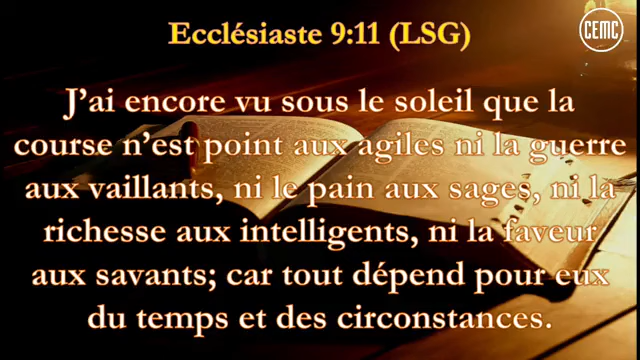 Ecclésiaste 9:11 (LSG)
CEMC
J'ai encore vu sous le soleil que la
course n'est point aux agiles ni la guerre
aux vaillants, ni le pain aux sages, ni la
richesse aux intelligents, ni la faveur
aux savants; car tout dépend pour eux
du temps et des circonstances.